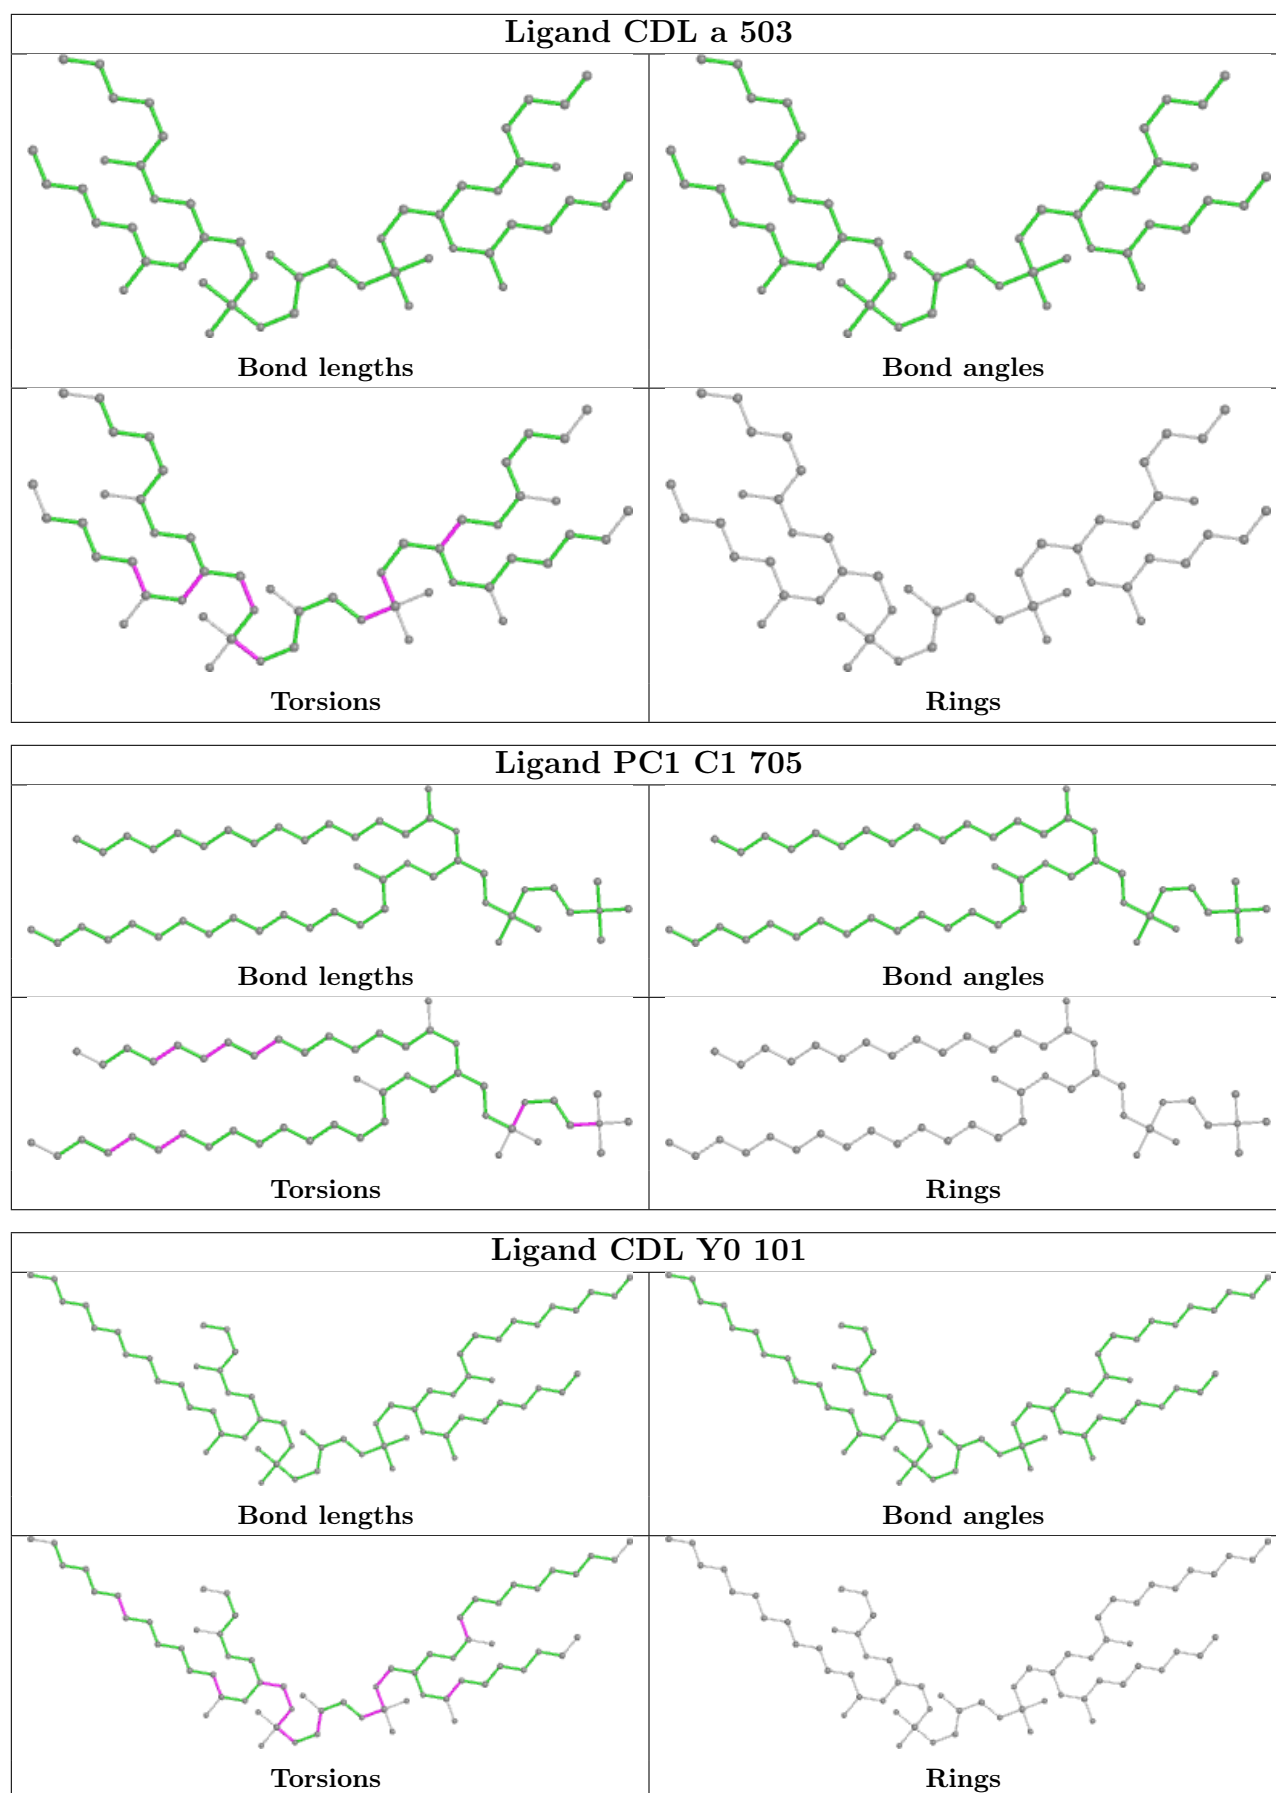 Ligand CDL a 503
Bond lengths
Bond angles
Torsions
Rings
Ligand PC1 C1 705
Bond lengths
Bond angles
Torsions
Rings
Ligand CDL Y0 101
Bond lengths
Bond angles
Torsions
Rings